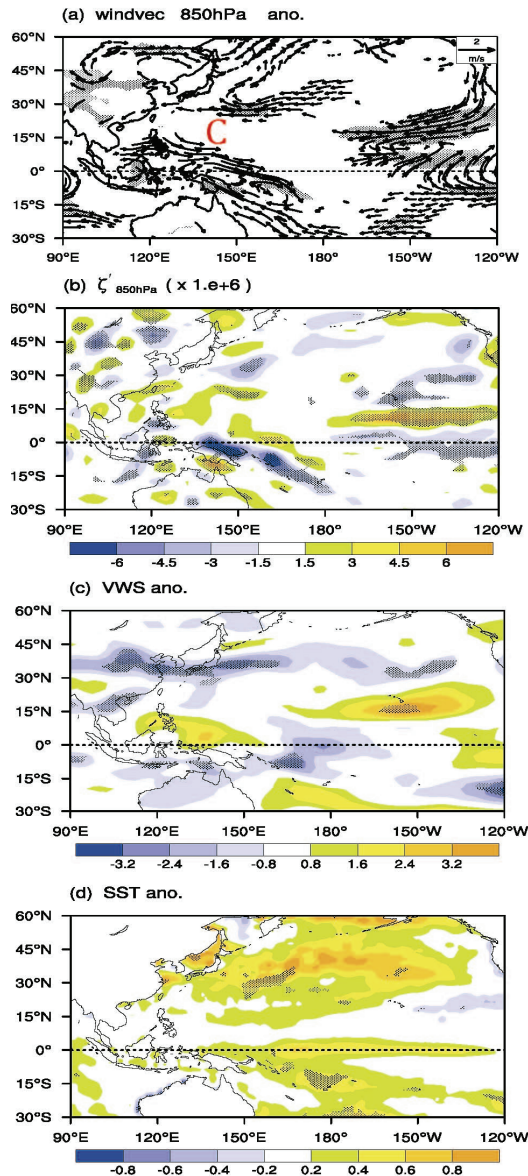 (a) windvec 850hPa ano.
60°N
2
m/s
45°N
30°N
C
15°N
0°
15°S
30°S
90°E 120°E 150°E 180° 150°W 120°W
(b) ζ′ 850hPa ( x 1.e+6)
60°N
45°N
30°N
15°N
0°
15°S
30°S
90°E 120°E 150°E 180° 150°W 120°W
-6 -4.5 -3 -1.5 1.5 3 4.5 6
(c) VWS ano.
60°N
45°N
30°N
15°N
0°
15°S
30°S
90°E 120°E 150°E 180° 150°W 120°W
-3.2 -2.4 -1.6 -0.8 0.8 1.6 2.4 3.2
(d) SST ano.
60°N
45°N
30°N
15°N
0°
15°S
30°S
90°E 120°E 150°E 180° 150°W 120°W
-0.8 -0.6 -0.4 -0.2 0.2 0.4 0.6 0.8